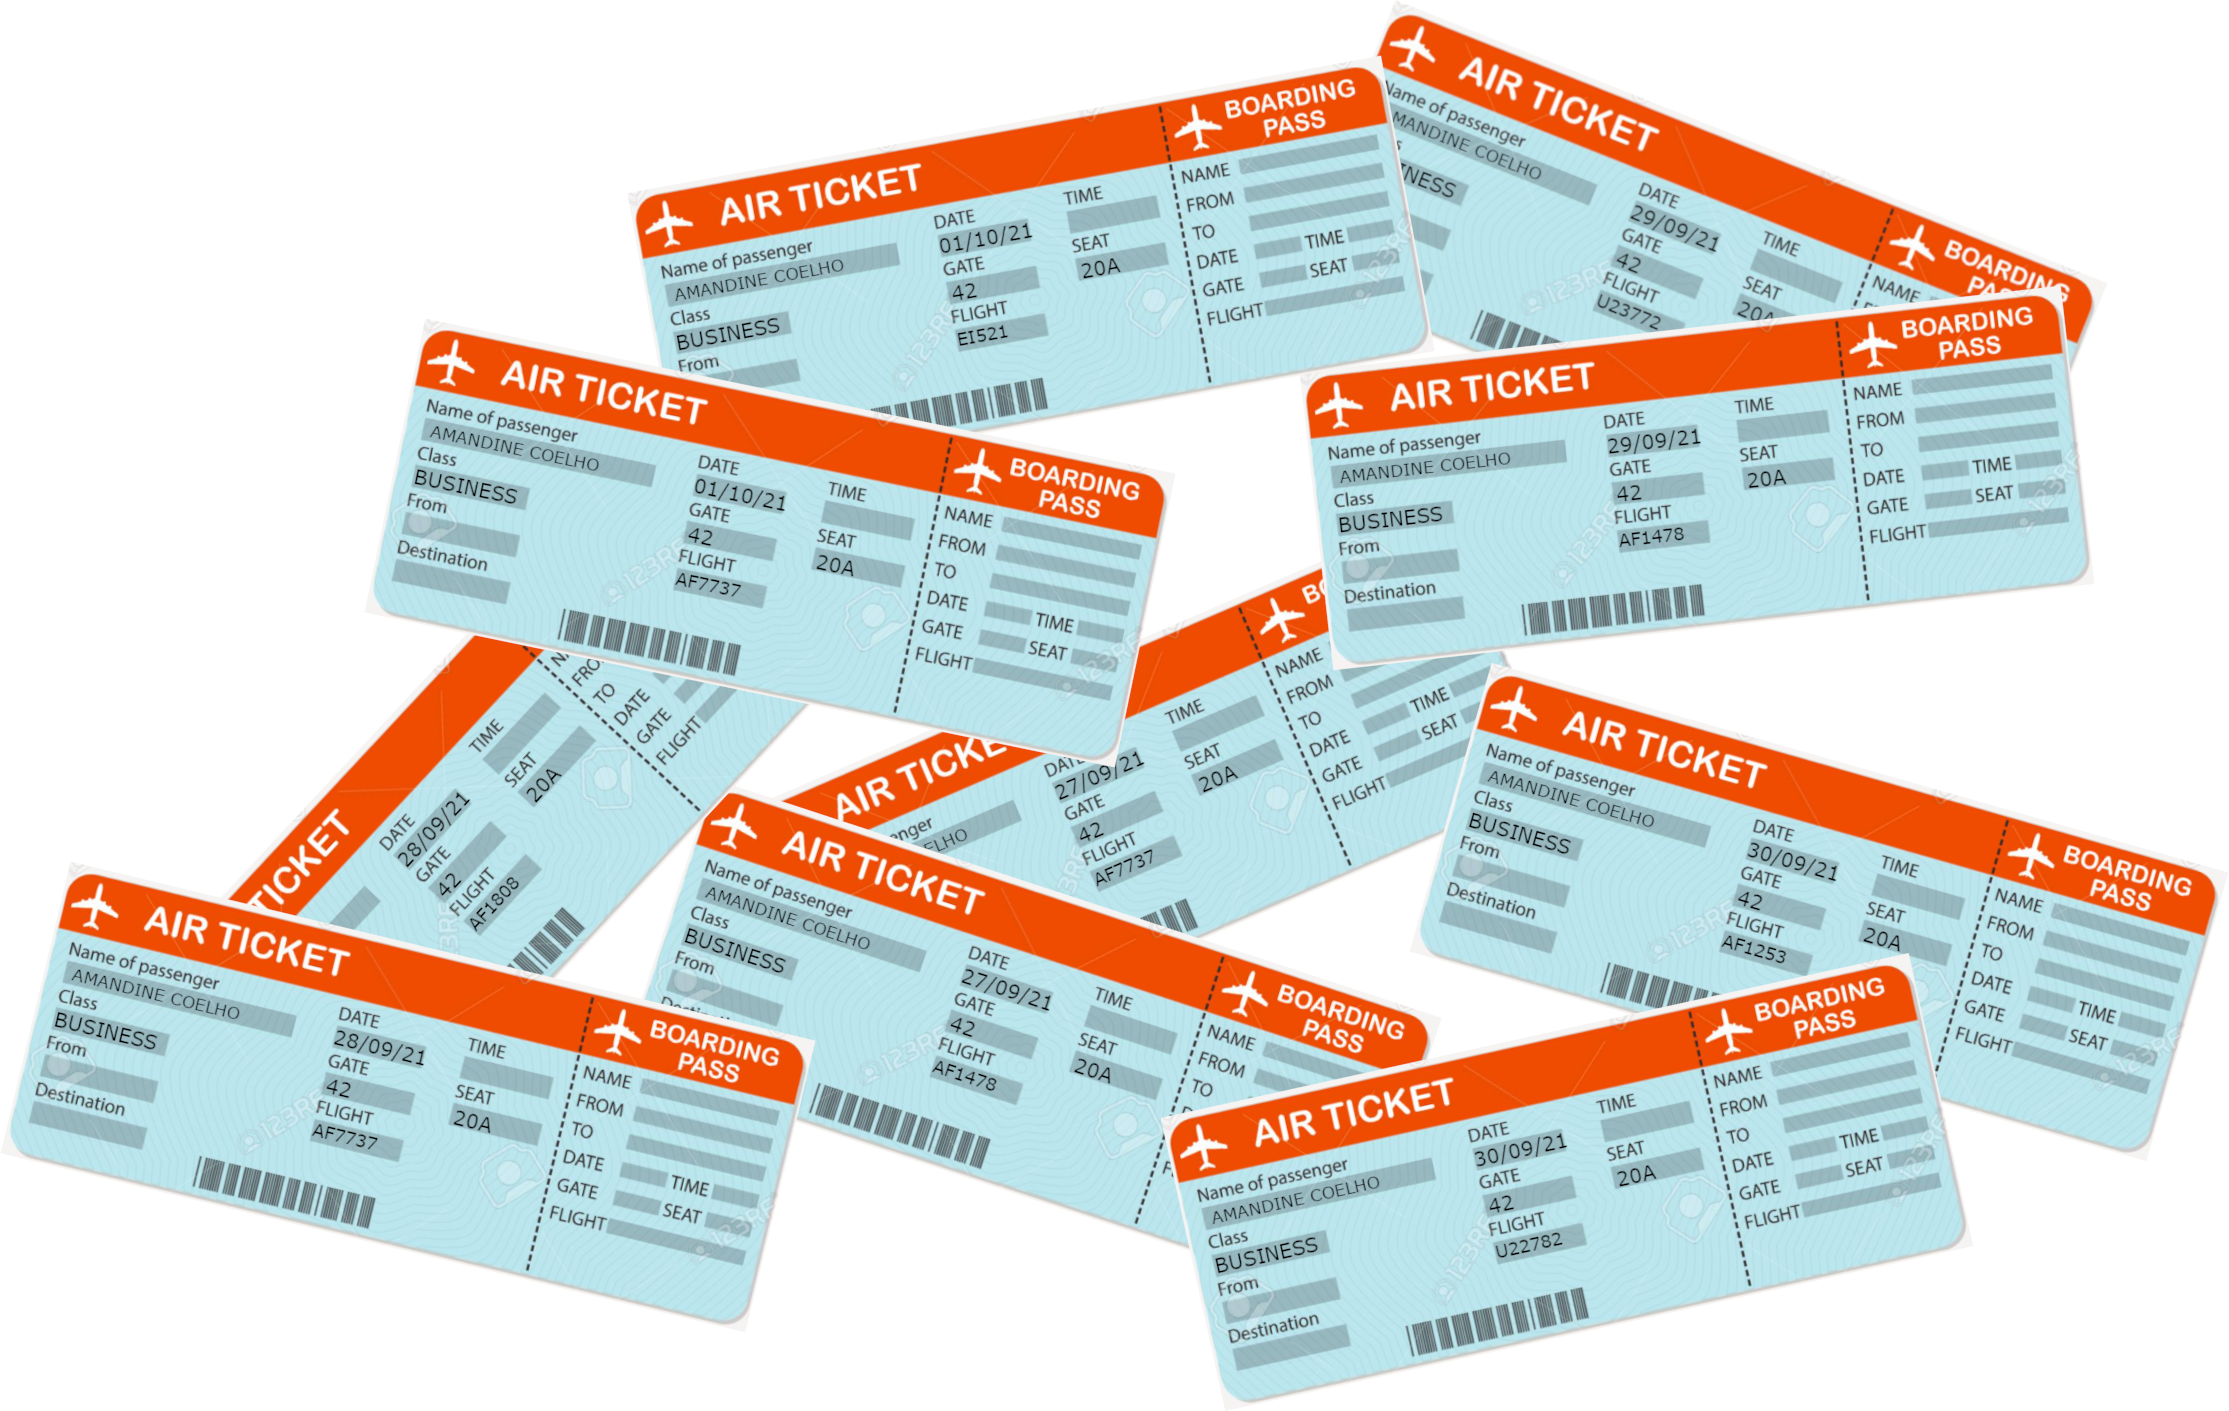 AIR TICKET
BOARDING
PASS
Name of passenger
AMANDINE COELHO
Class
BUSINESS
From
DATE
01/10/21
GATE
42
FLIGHT
EI521
TIME
SEAT
20A
NAME
FROM
TO
DATE TIME
GATE SEAT
FLIGHT
AIR TICKET
BOARDING
Name of passenger
AMANDINE COELHO
DATE
29/09/21
GATE
42
FLIGHT
U23772
TIME
SEAT
20A
NAME
AIR TICKET
BOARDING
PASS
Name of passenger
AMANDINE COELHO
Class
BUSINESS
From
Destination
DATE
01/10/21
GATE
42
FLIGHT
AF7737
TIME
SEAT
20A
NAME
FROM
TO
DATE TIME
GATE SEAT
FLIGHT
AIR TICKET
BOARDING
PASS
Name of passenger
AMANDINE COELHO
Class
BUSINESS
From
Destination
DATE
29/09/21
GATE
42
FLIGHT
AF1478
TIME
SEAT
20A
NAME
FROM
TO
DATE TIME
GATE SEAT
FLIGHT
TICKET
DATE
28/09/21
GATE
42
FLIGHT
AF1808
TIME
SEAT
20A
TO
DATE
GATE
FLIGHT
AIR TICKE
DATE
27/09/21
GATE
42
FLIGHT
AF7737
TIME
SEAT
20A
NAME
FROM
TO
DATE TIME
GATE SEAT
FLIGHT
AIR TICKET
BOARDING
PASS
Name of passenger
AMANDINE COELHO
Class
BUSINESS
From
Destination
DATE
30/09/21
GATE
42
FLIGHT
AF1253
TIME
SEAT
20A
NAME
FROM
TO
DATE TIME
GATE SEAT
FLIGHT
AIR TICKET
BOARDING
PASS
Name of passenger
AMANDINE COELHO
Class
BUSINESS
From
DATE
27/09/21
GATE
42
FLIGHT
AF1478
TIME
SEAT
20A
NAME
FROM
TO
AIR TICKET
BOARDING
PASS
Name of passenger
AMANDINE COELHO
Class
BUSINESS
From
Destination
DATE
28/09/21
GATE
42
FLIGHT
AF7737
TIME
SEAT
20A
NAME
FROM
TO
DATE TIME
GATE SEAT
FLIGHT
AIR TICKET
BOARDING
PASS
Name of passenger
AMANDINE COELHO
Class
BUSINESS
From
Destination
DATE
30/09/21
GATE
42
FLIGHT
U22782
TIME
SEAT
20A
NAME
FROM
TO
DATE TIME
GATE SEAT
FLIGHT